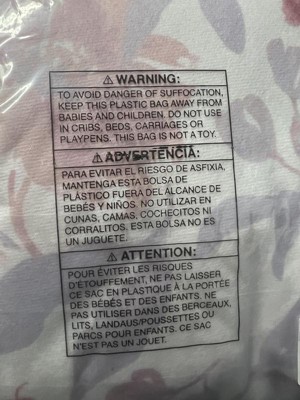 ⚠ WARNING:
TO AVOID DANGER OF SUFFOCATION,
KEEP THIS PLASTIC BAG AWAY FROM
BABIES AND CHILDREN. DO NOT USE
IN CRIBS, BEDS, CARRIAGES OR
PLAYPENS. THIS BAG IS NOT A TOY.
⚠ ADVERTENCIA:
PARA EVITAR EL RIESGO DE ASFIXIA,
MANTENGA ESTA BOLSA DE
PLÁSTICO FUERA DEL ALCANCE DE
BEBÉS Y NIÑOS. NO UTILIZAR EN
CUNAS, CAMAS, COCHECITOS NI
CORRALITOS. ESTA BOLSA NO ES
UN JUGUETE.
⚠ ATTENTION:
POUR ÉVITER LES RISQUES
D'ÉTOUFFEMENT, NE PAS LAISSER
CE SAC EN PLASTIQUE À LA PORTÉE
DES BÉBÉS ET DES ENFANTS. NE
PAS UTILISER DANS DES BERCEAUX,
LITS, LANDAUS/POUSSETTES OU
PARCS POUR ENFANTS. CE SAC
N'EST PAS UN JOUET.